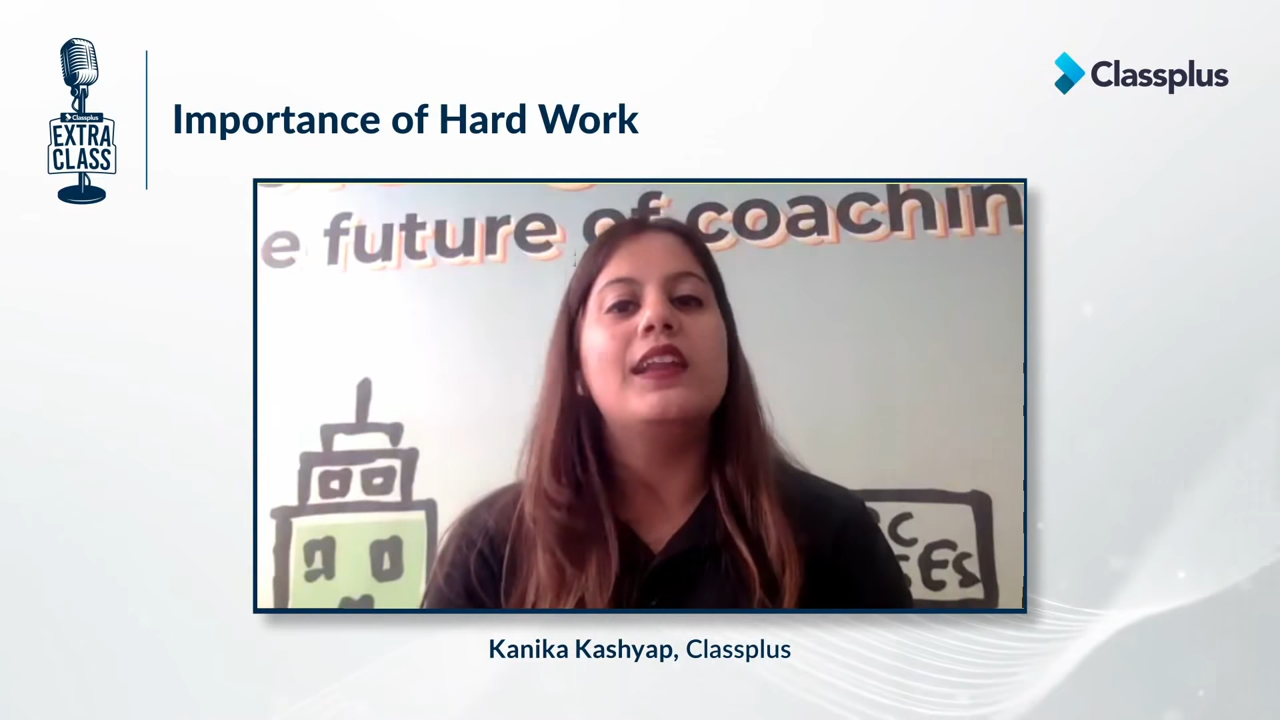 Classplus
EXTRA
CLASS
Importance of Hard Work
Classplus
e future of coachin
Kanika Kashyap, Classplus